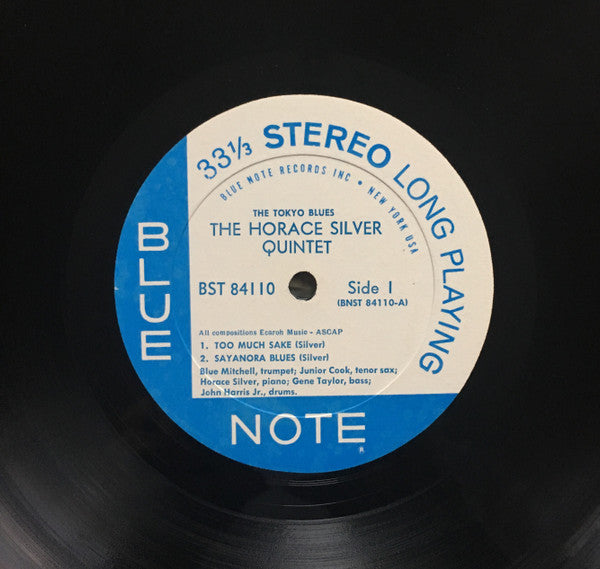 33⅓ STEREO LONG PLAYING
BLUE NOTE RECORDS INC • NEW YORK USA
THE TOKYO BLUES
THE HORACE SILVER
QUINTET
BST 84110 Side 1
(BNST 84110-A)
All compositions Ecaroh Music - ASCAP
1. TOO MUCH SAKE (Silver)
2. SAYANORA BLUES (Silver)
Blue Mitchell, trumpet; Junior Cook, tenor sax;
Horace Silver, piano; Gene Taylor, bass;
John Harris Jr., drums.
BLUE
NOTE
®